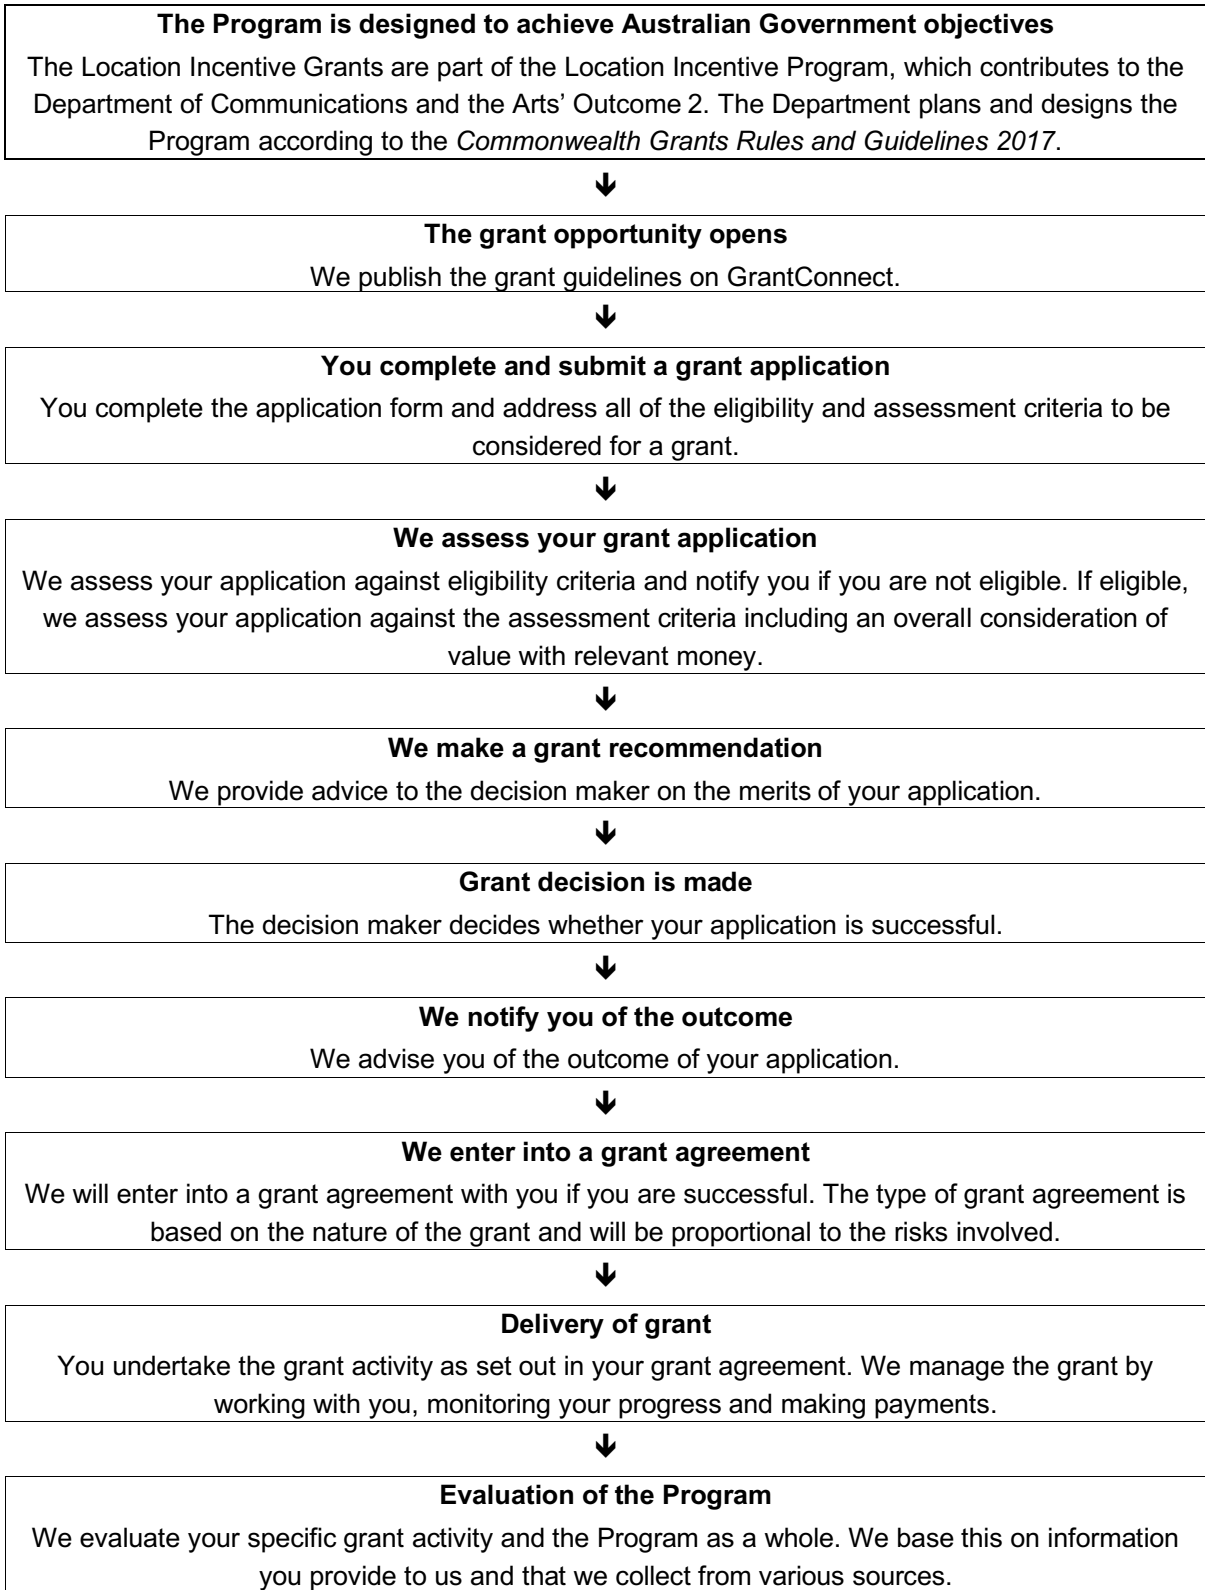 The Program is designed to achieve Australian Government objectives
The Location Incentive Grants are part of the Location Incentive Program, which contributes to the
Department of Communications and the Arts’ Outcome 2. The Department plans and designs the
Program according to the Commonwealth Grants Rules and Guidelines 2017.
The grant opportunity opens
We publish the grant guidelines on GrantConnect.
You complete and submit a grant application
You complete the application form and address all of the eligibility and assessment criteria to be
considered for a grant.
We assess your grant application
We assess your application against eligibility criteria and notify you if you are not eligible. If eligible,
we assess your application against the assessment criteria including an overall consideration of
value with relevant money.
We make a grant recommendation
We provide advice to the decision maker on the merits of your application.
Grant decision is made
The decision maker decides whether your application is successful.
We notify you of the outcome
We advise you of the outcome of your application.
We enter into a grant agreement
We will enter into a grant agreement with you if you are successful. The type of grant agreement is
based on the nature of the grant and will be proportional to the risks involved.
Delivery of grant
You undertake the grant activity as set out in your grant agreement. We manage the grant by
working with you, monitoring your progress and making payments.
Evaluation of the Program
We evaluate your specific grant activity and the Program as a whole. We base this on information
you provide to us and that we collect from various sources.